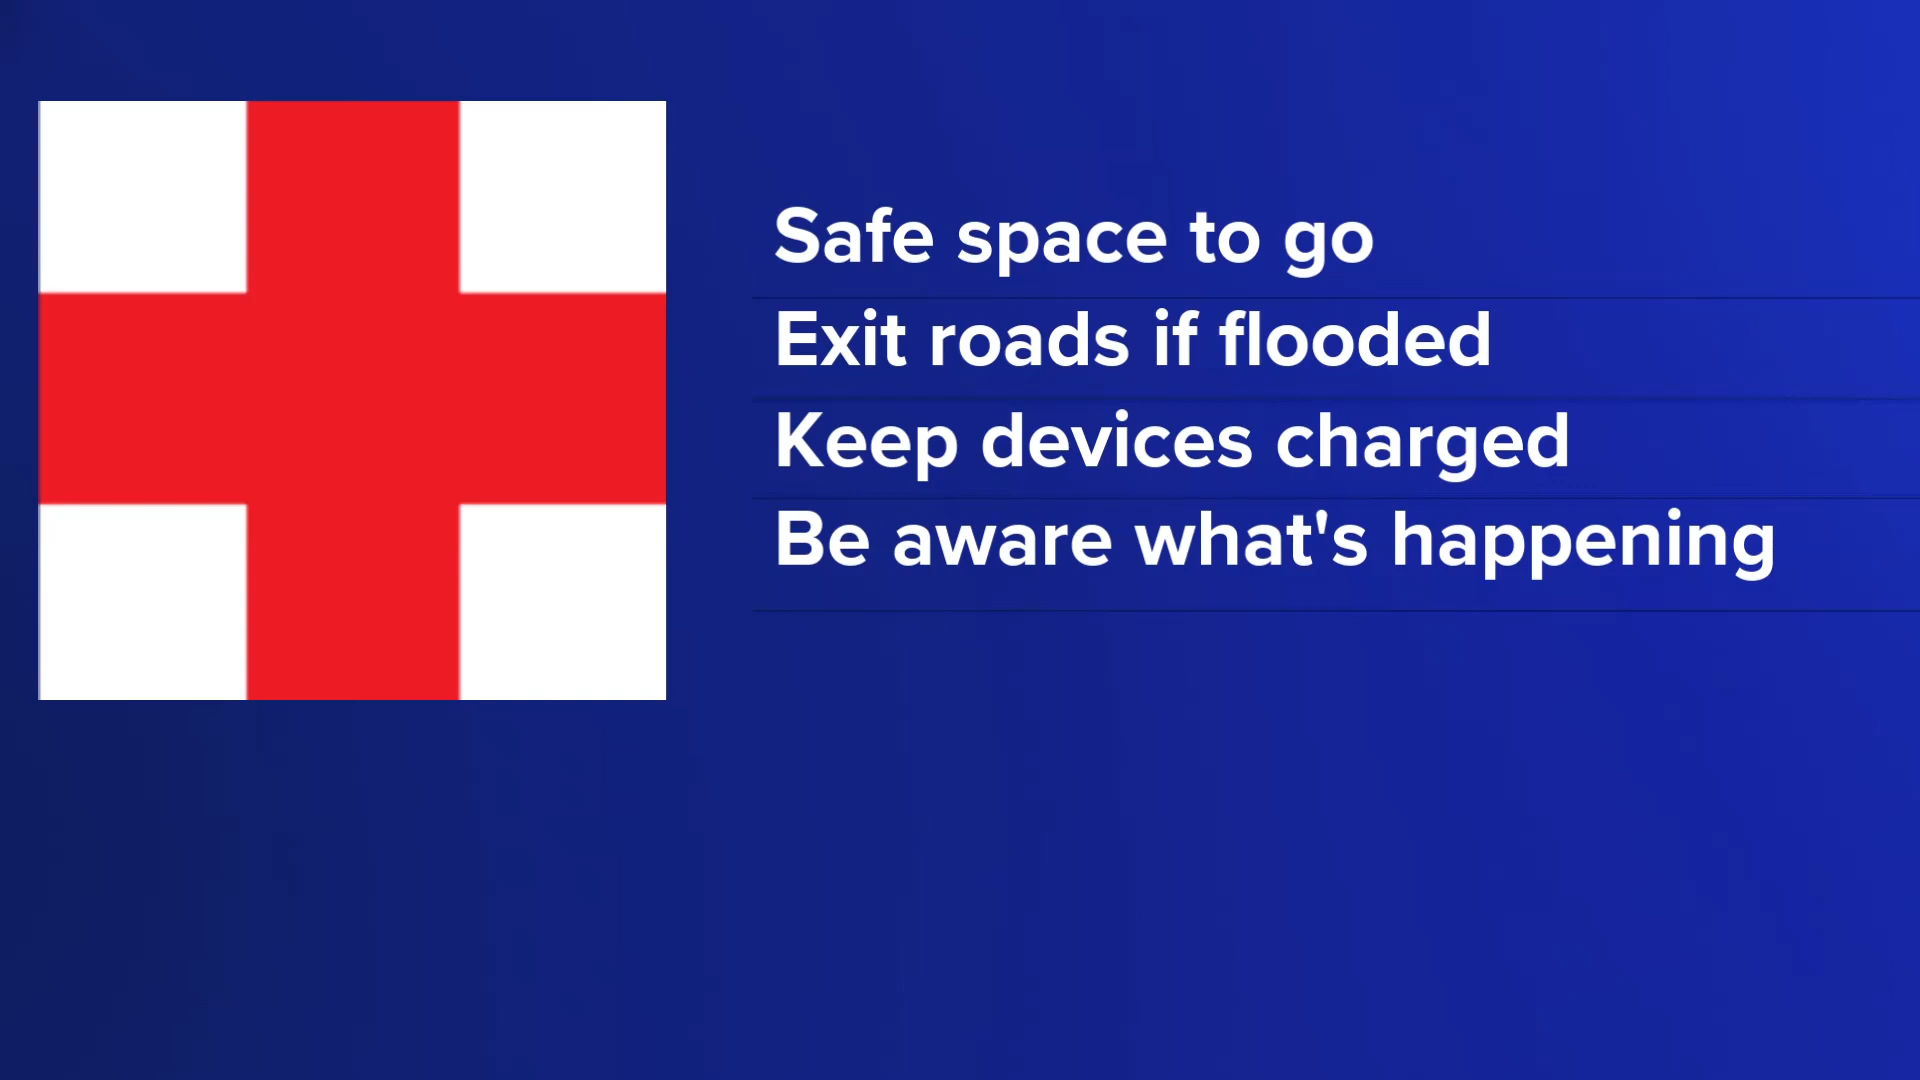 Safe space to go
Exit roads if flooded
Keep devices charged
Be aware what's happening